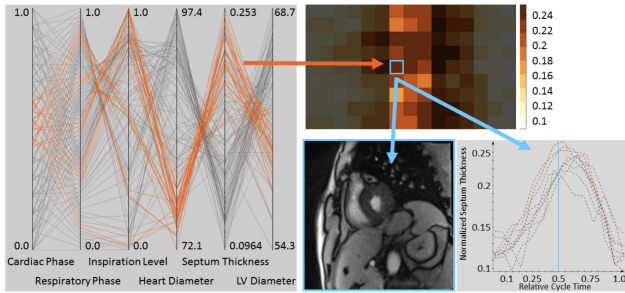 1.0 1.0 97.4 0.253 68.7
0.0 0.0 1.0 72.1 0.0964 54.3
Cardiac Phase Inspiration Level Septum Thickness
Respiratory Phase Heart Diameter LV Diameter
0.24
0.22
0.2
0.18
0.16
0.14
0.12
0.1
Normalized Septum Thickness
0.25
0.2
0.15
0.1
0.1 0.25 0.5 0.75 1.0
Relative Cycle Time